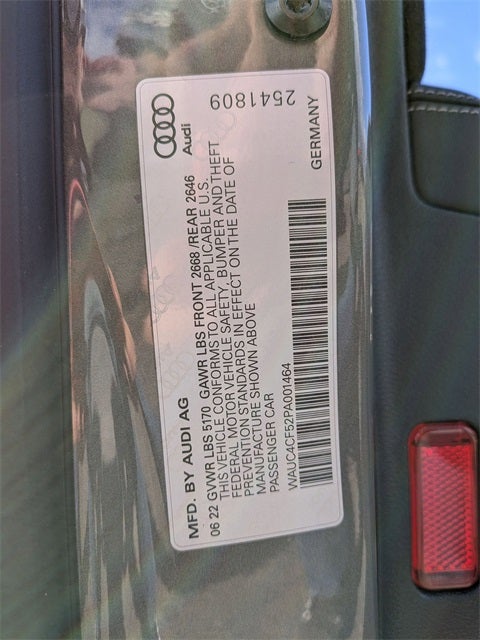 MFD. BY AUDI AG
06 22 GVWR LBS 5170 GAWR LBS FRONT 2668 /REAR 2646
THIS VEHICLE CONFORMS TO ALL APPLICABLE U.S.
FEDERAL MOTOR VEHICLE SAFETY, BUMPER AND THEFT
PREVENTION STANDARDS IN EFFECT ON THE DATE OF
MANUFACTURE SHOWN ABOVE
PASSENGER CAR
WAUC4CF52PA001464
GERMANY
Audi
2541809